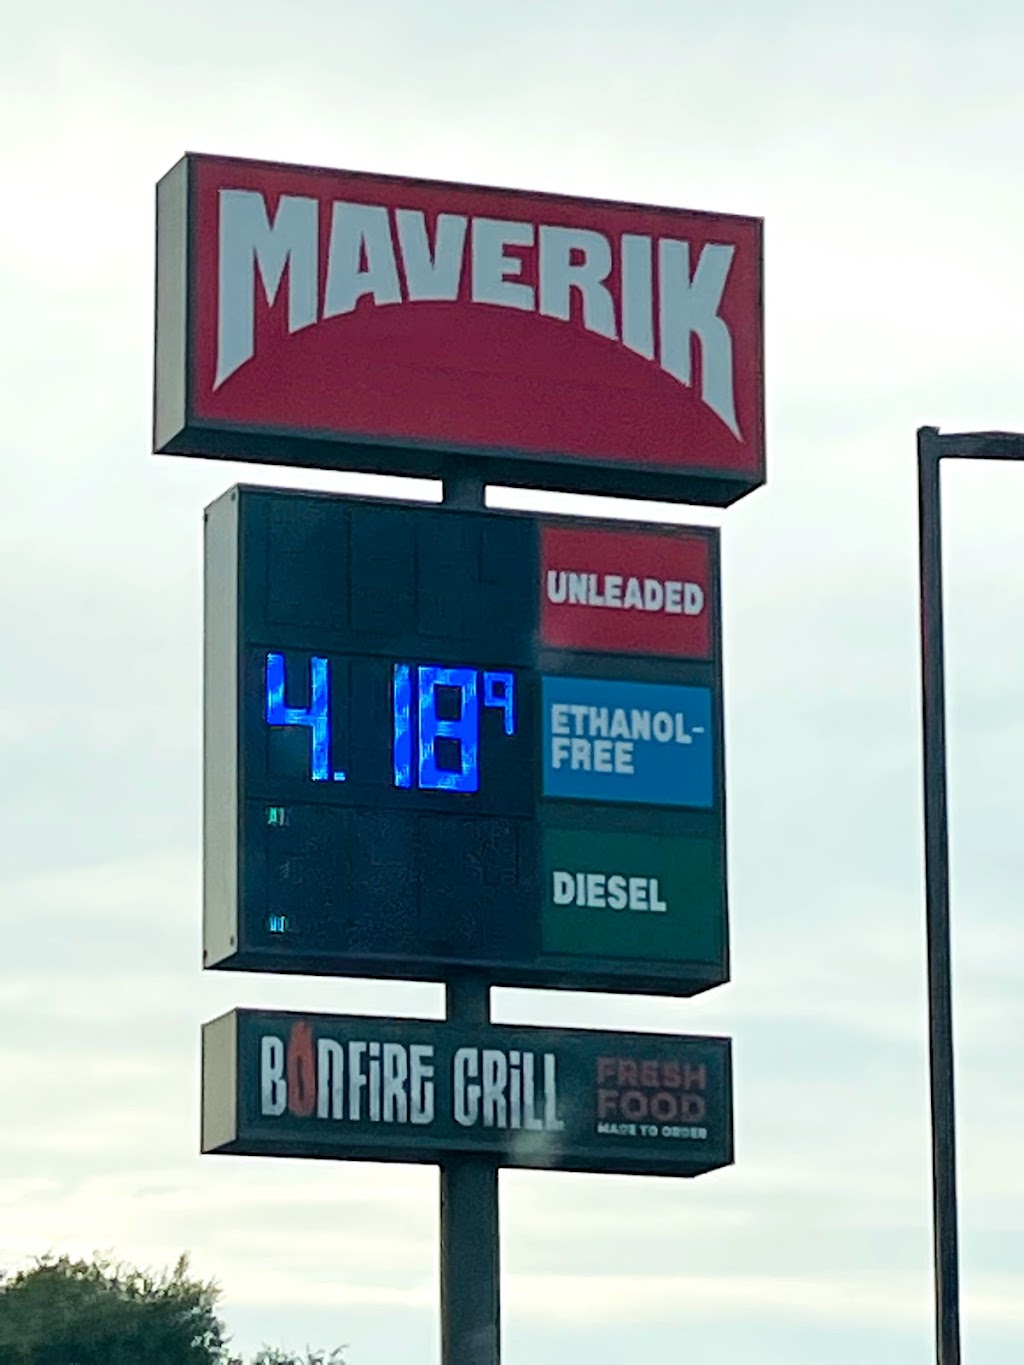 MAVERIK
UNLEADED
4.18⁹
ETHANOL-
FREE
DIESEL
BONFIRE GRILL
FRESH
FOOD
MADE TO ORDER